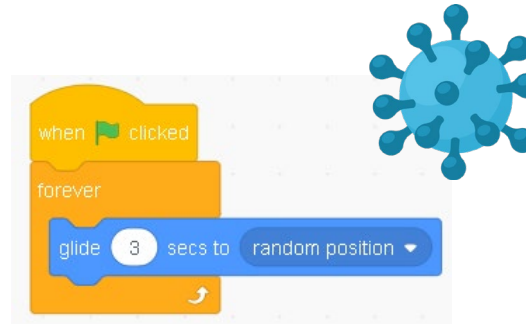 when clicked
forever
glide 3 secs to random position